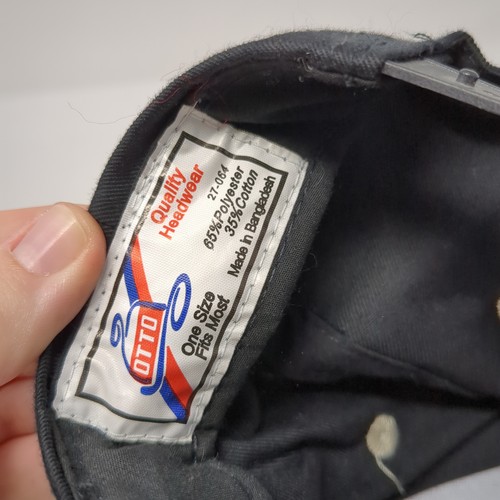 Quality
Headwear
27-064
65%Polyester
35%Cotton
Made in Bangladesh
OTTO
One Size
Fits Most